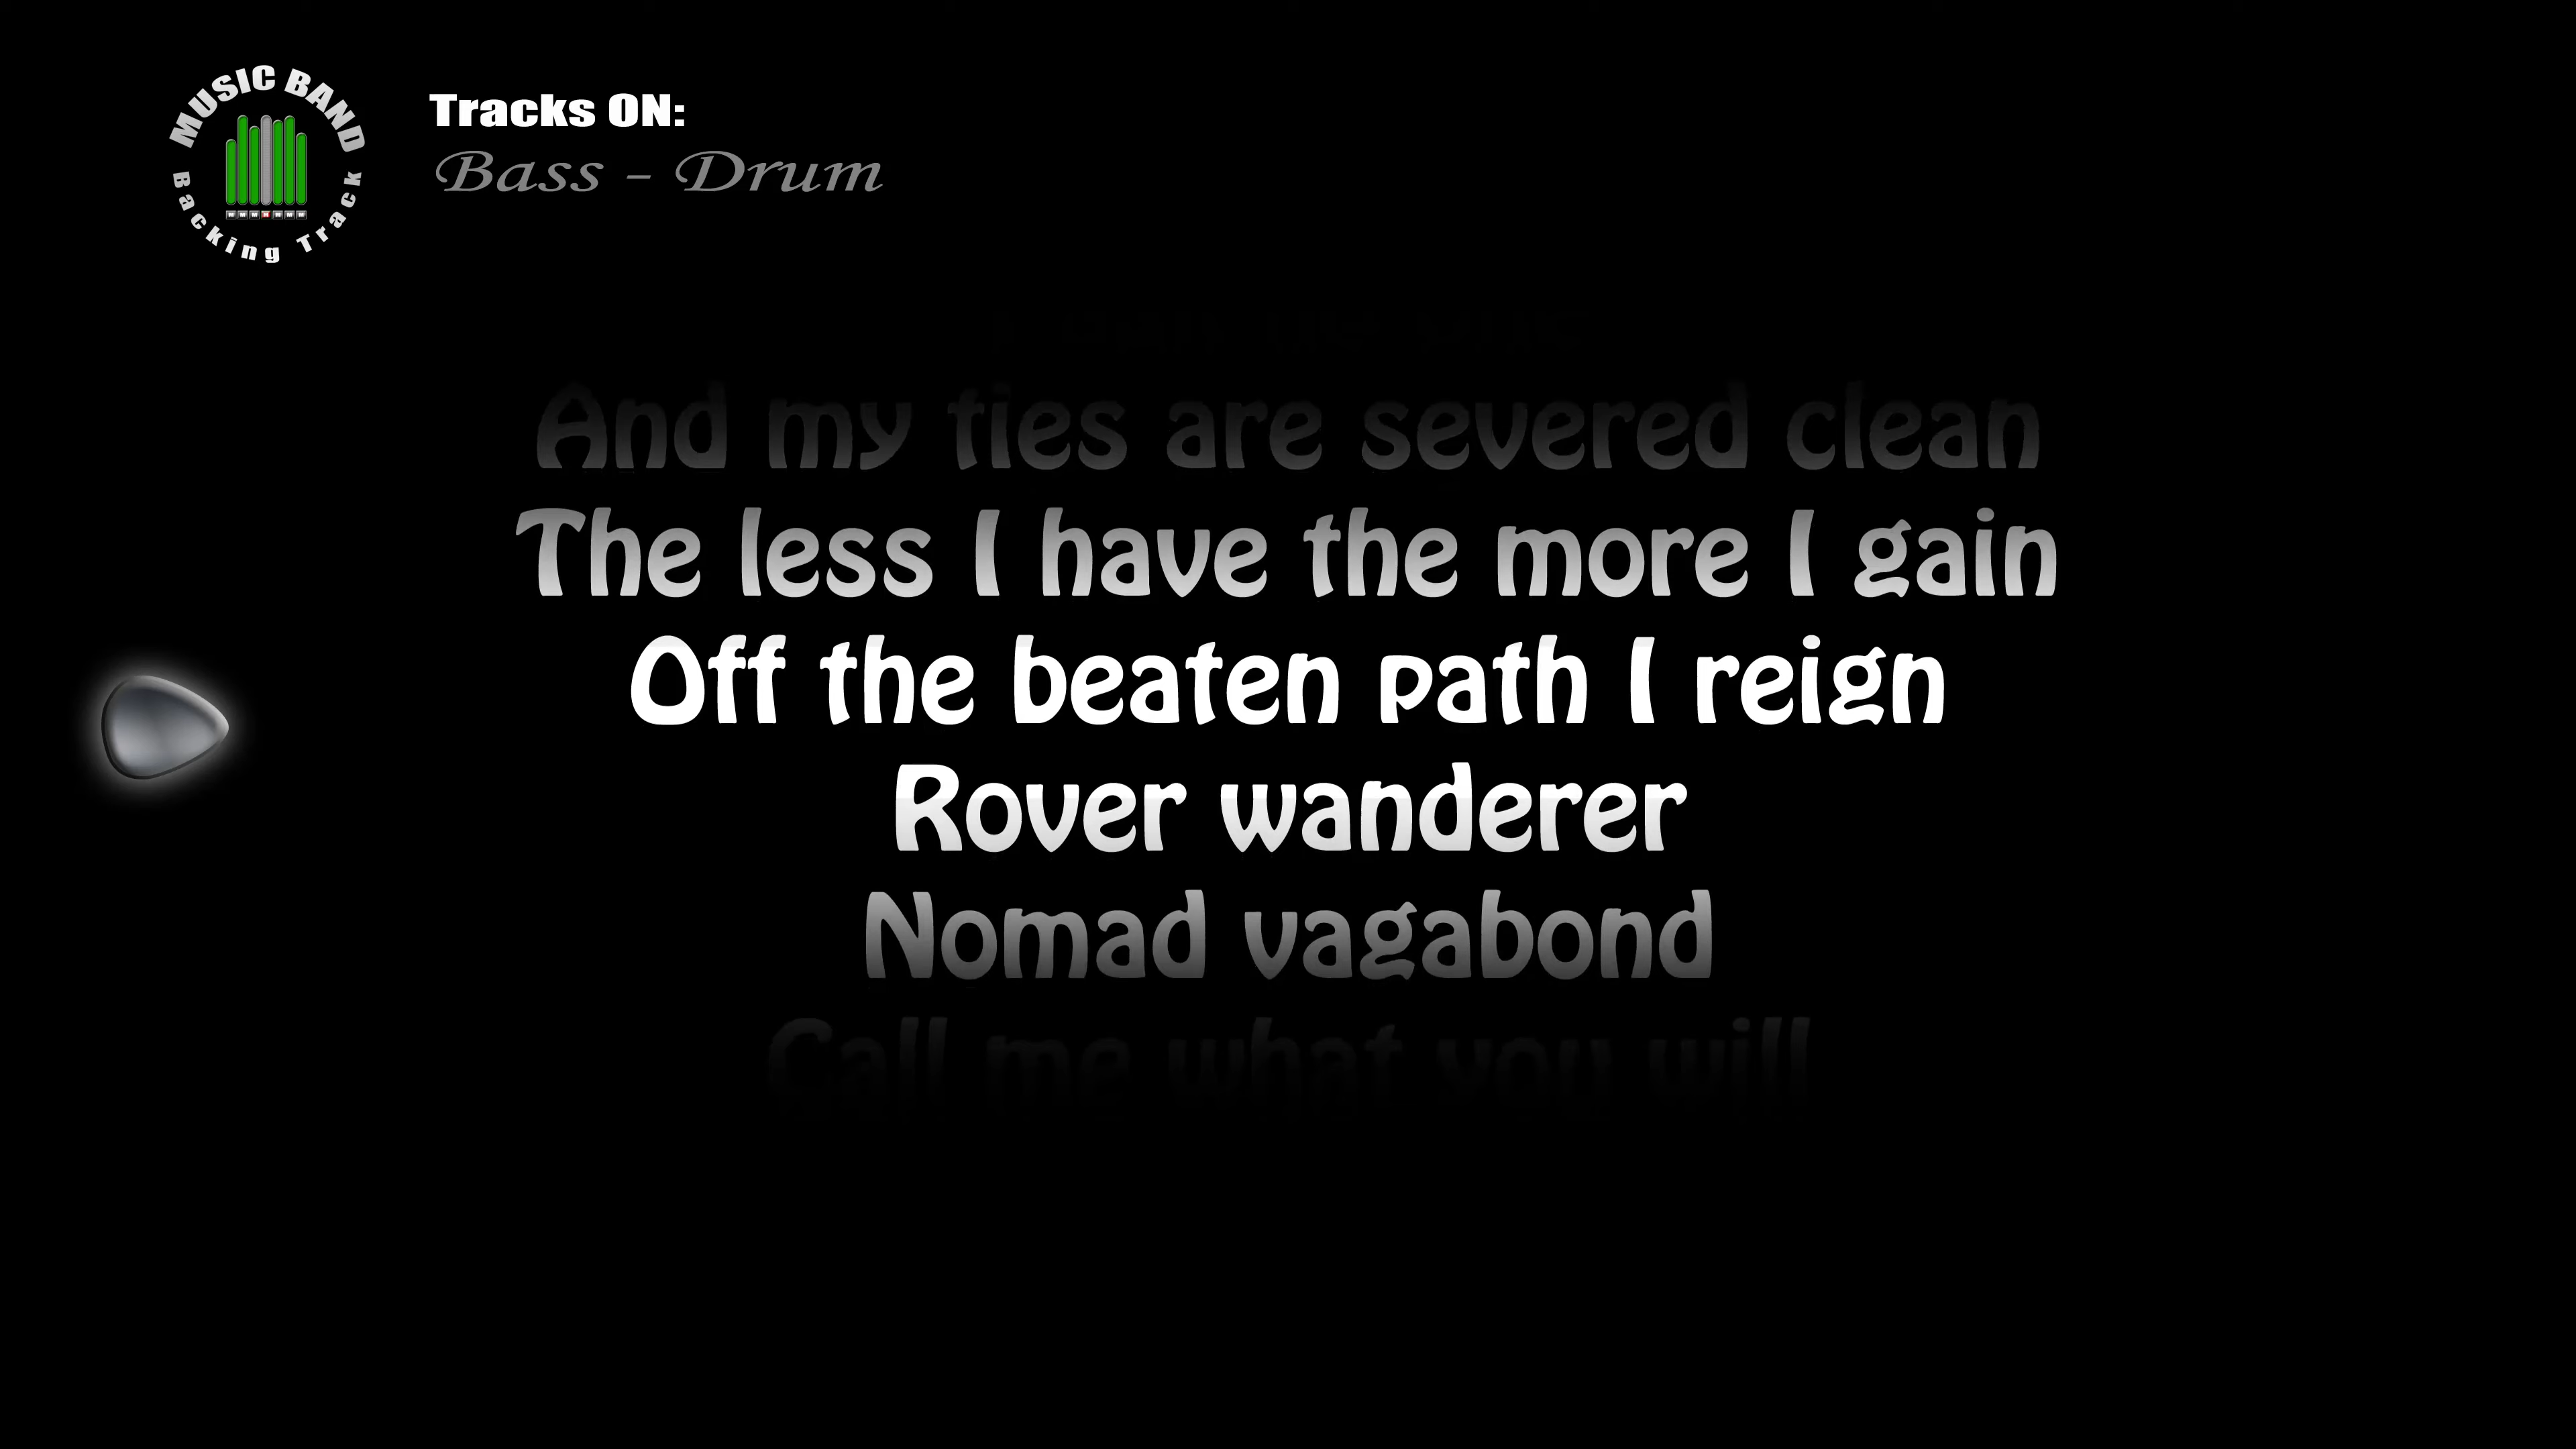 MUSIC BAND
Backing Track
Tracks ON:
Bass - Drum
And my ties are severed clean
The less I have the more I gain
Off the beaten path I reign
Rover wanderer
Nomad vagabond
Call me what you will